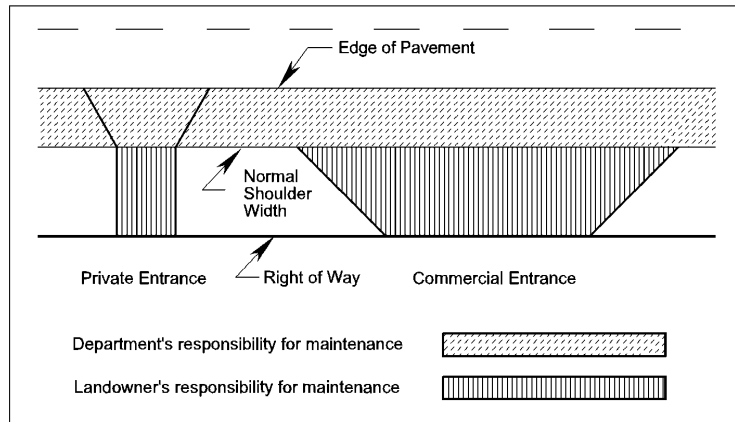 Edge of Pavement
Normal
Shoulder
Width
Private Entrance
Right of Way
Commercial Entrance
Department's responsibility for maintenance
Landowner's responsibility for maintenance